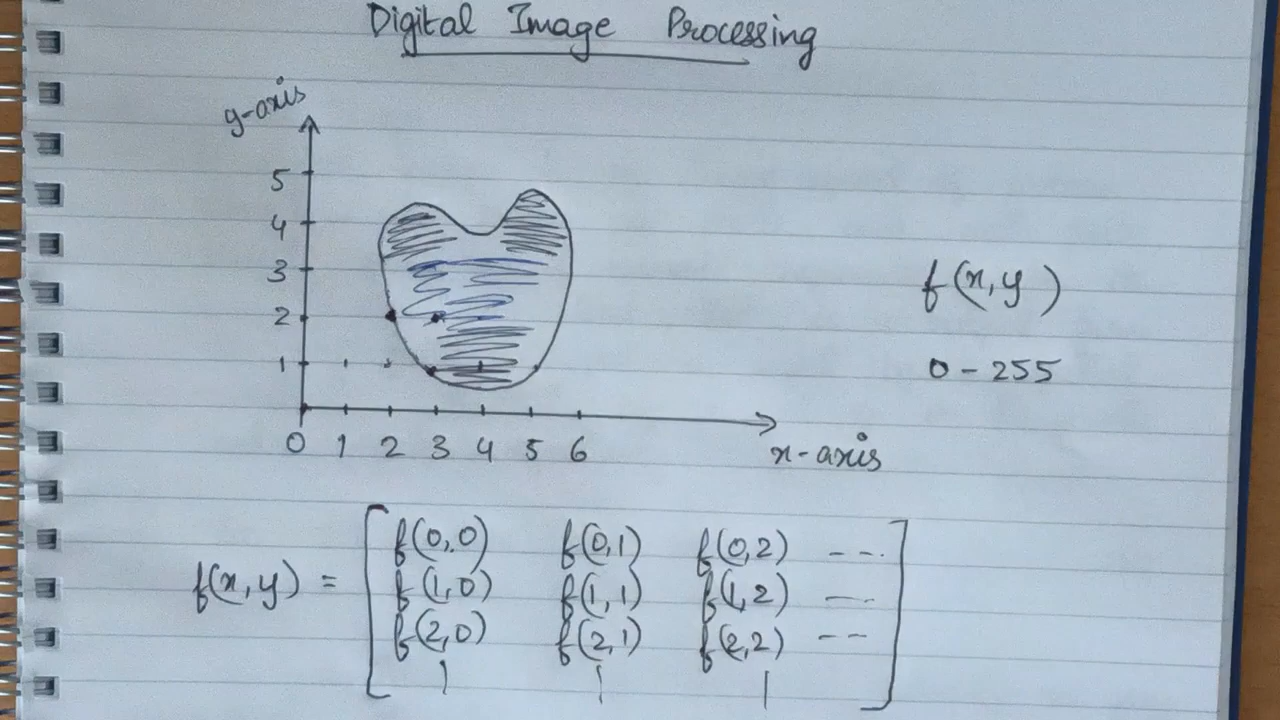 Digital Image Processing
y-axis
5
4
3
2
1
0 1 2 3 4 5 6
x-axis
f(x,y)
0-255
f(x,y) = f(0,0) f(0,1) f(0,2) ---
f(1,0) f(1,1) f(1,2) ---
f(2,0) f(2,1) f(2,2) --